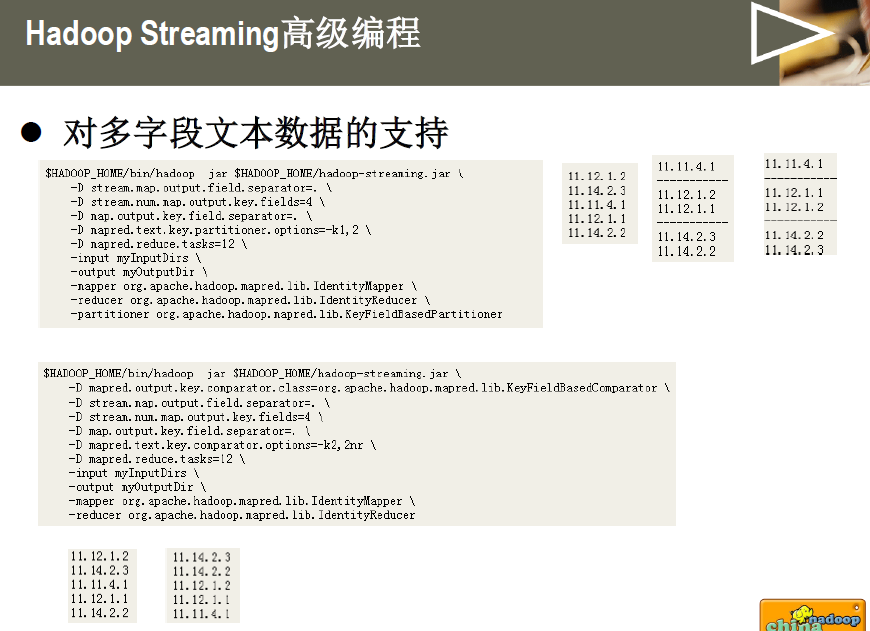 Hadoop Streaming高级编程
● 对多字段文本数据的支持
$HADOOP_HOME/bin/hadoop jar $HADOOP_HOME/hadoop-streaming.jar \
-D stream.map.output.field.separator=. \
-D stream.num.map.output.key.fields=4 \
-D map.output.key.field.separator=. \
-D mapred.text.key.partitioner.options=-k1,2 \
-D mapred.reduce.tasks=12 \
-input myInputDirs \
-output myOutputDir \
-mapper org.apache.hadoop.mapred.lib.IdentityMapper \
-reducer org.apache.hadoop.mapred.lib.IdentityReducer \
-partitioner org.apache.hadoop.mapred.lib.KeyFieldBasedPartitioner
11.12.1.2
11.14.2.3
11.11.4.1
11.12.1.1
11.14.2.2
11.11.4.1
-----------
11.12.1.2
11.12.1.1
-----------
11.14.2.3
11.14.2.2
11.11.4.1
-----------
11.12.1.1
11.12.1.2
-----------
11.14.2.2
11.14.2.3
$HADOOP_HOME/bin/hadoop jar $HADOOP_HOME/hadoop-streaming.jar \
-D mapred.output.key.comparator.class=org.apache.hadoop.mapred.lib.KeyFieldBasedComparator \
-D stream.map.output.field.separator=. \
-D stream.num.map.output.key.fields=4 \
-D map.output.key.field.separator=. \
-D mapred.text.key.comparator.options=-k2,2nr \
-D mapred.reduce.tasks=12 \
-input myInputDirs \
-output myOutputDir \
-mapper org.apache.hadoop.mapred.lib.IdentityMapper \
-reducer org.apache.hadoop.mapred.lib.IdentityReducer
11.12.1.2
11.14.2.3
11.11.4.1
11.12.1.1
11.14.2.2
11.14.2.3
11.14.2.2
11.12.1.2
11.12.1.1
11.11.4.1
china hadoop